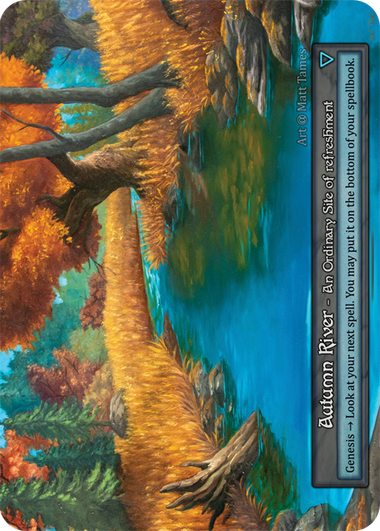 Art @ Matt Tames
Autumn River – An Ordinary Site of refreshment
Genesis → Look at your next spell. You may put it on the bottom of your spellbook.